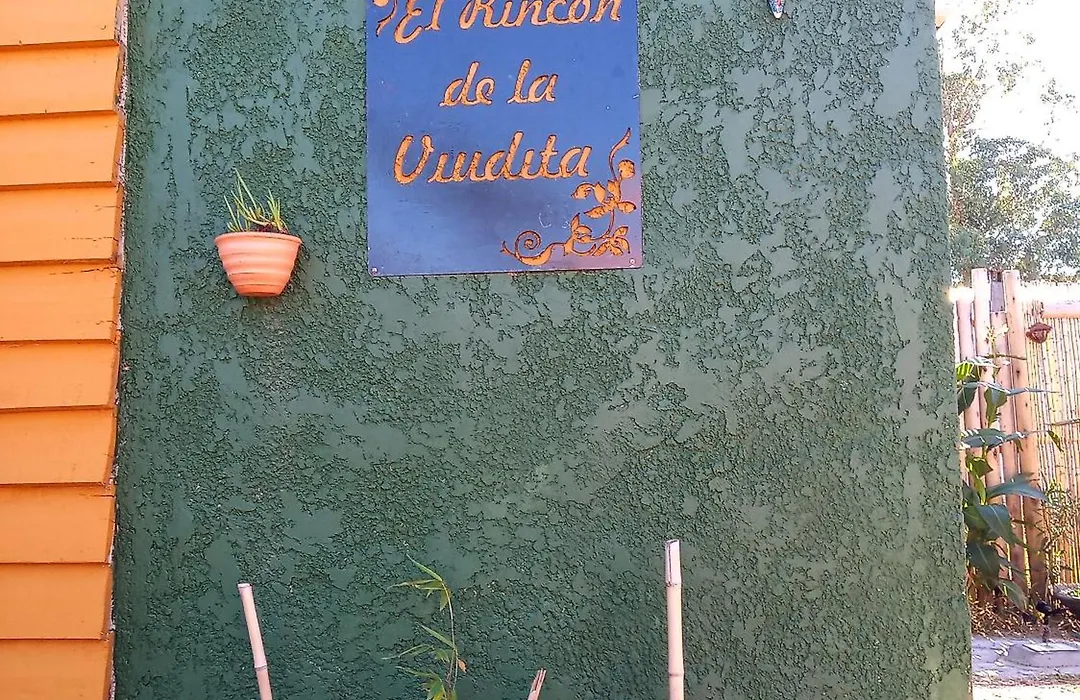 El Rincón
de la
Viudita